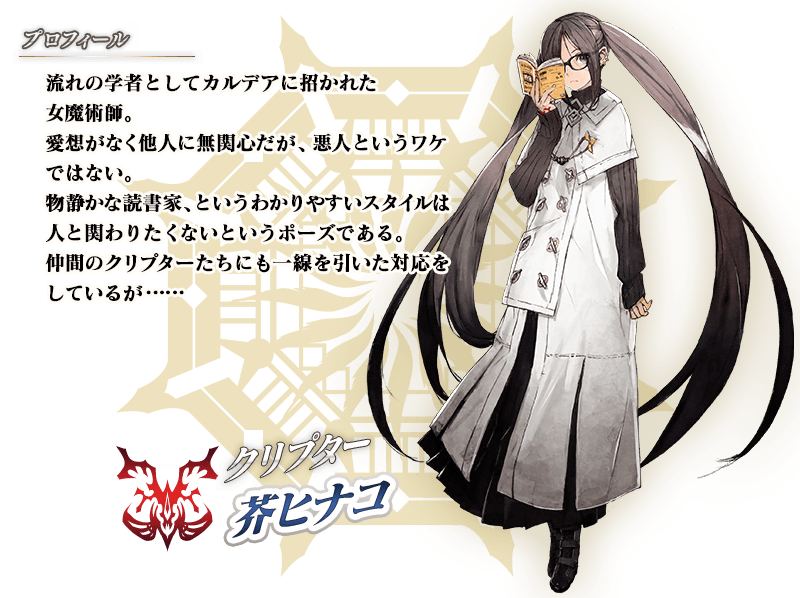 プロフィール
流れの学者としてカルデアに招かれた
女魔術師。
愛想がなく他人に無関心だが、悪人というワケ
ではない。
物静かな読書家、というわかりやすいスタイルは
人と関わりたくないというポーズである。
仲間のクリプターたちにも一線を引いた対応を
しているが……
クリプター
芥ヒナコ